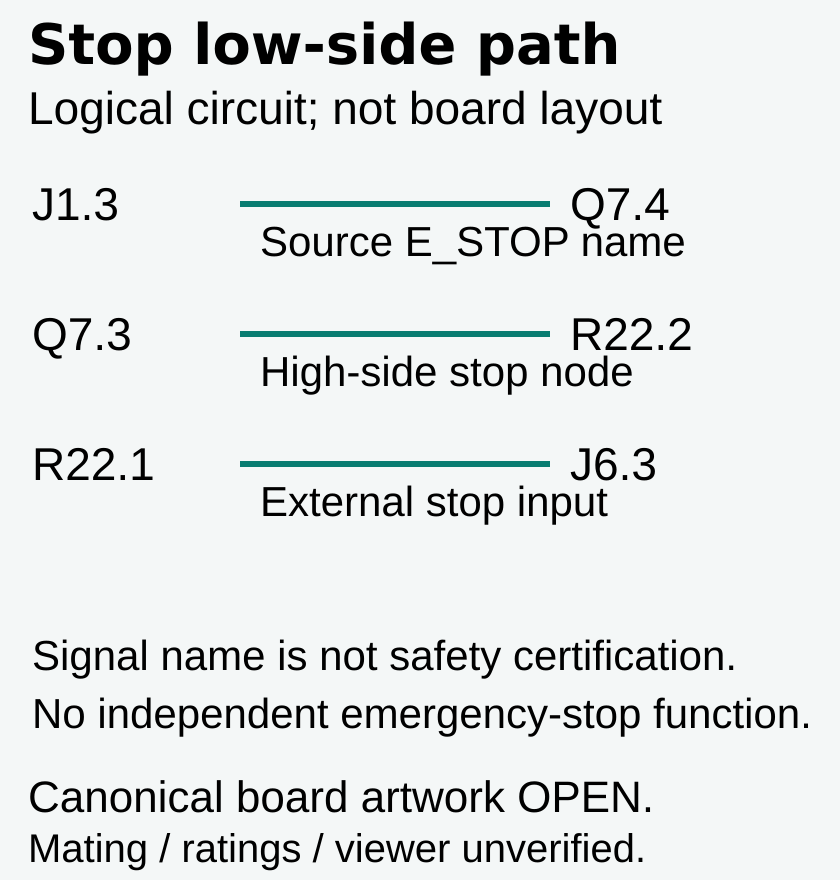 Stop low-side path
Logical circuit; not board layout
J1.3 Q7.4
Source E_STOP name
Q7.3 R22.2
High-side stop node
R22.1 J6.3
External stop input
Signal name is not safety certification.
No independent emergency-stop function.
Canonical board artwork OPEN.
Mating / ratings / viewer unverified.